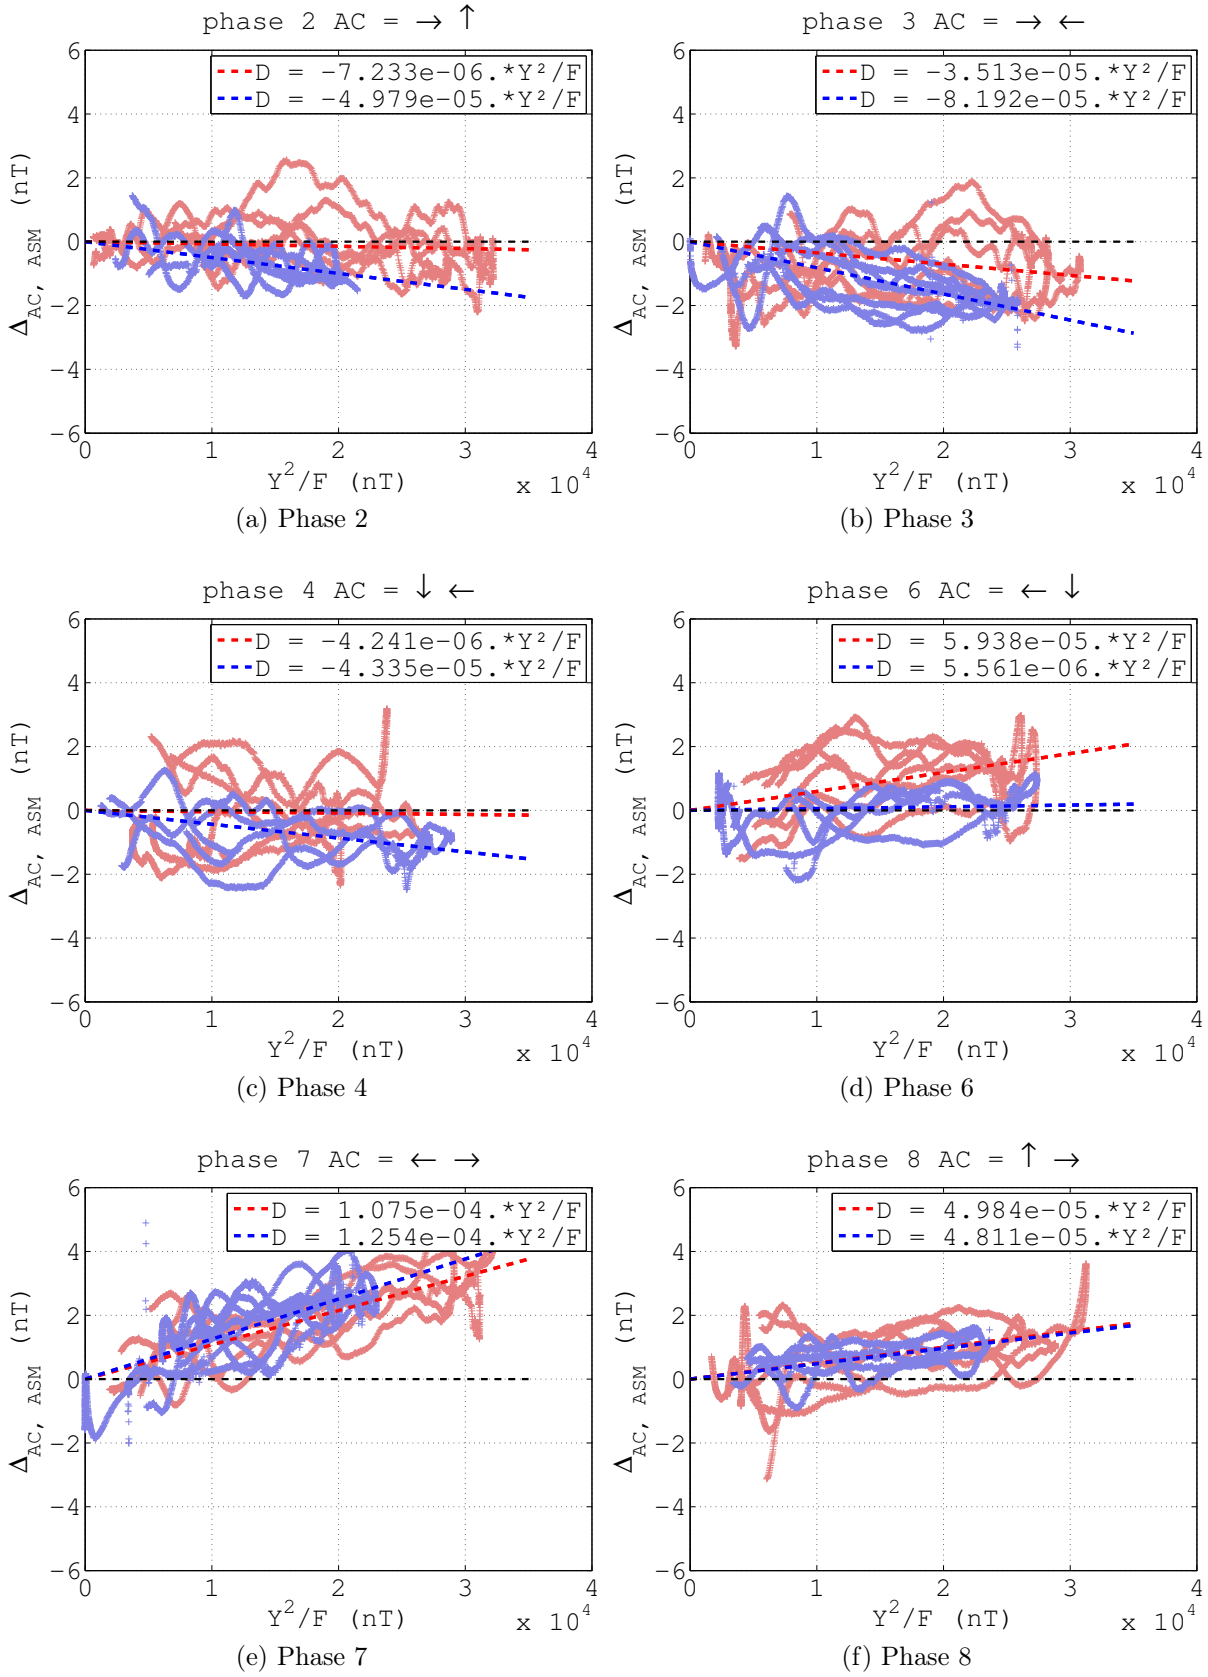 phase 2 AC = → ↑
D = −7.233e−06.*Y²/F
D = −4.979e−05.*Y²/F
6
4
2
0
−2
−4
−6
Δ_AC, ASM (nT)
0 1 2 3 4
Y²/F (nT)
x 10⁴
(a) Phase 2
phase 3 AC = → ←
D = −3.513e−05.*Y²/F
D = −8.192e−05.*Y²/F
6
4
2
0
−2
−4
−6
Δ_AC, ASM (nT)
0 1 2 3 4
Y²/F (nT)
x 10⁴
(b) Phase 3
phase 4 AC = ↓ ←
D = −4.241e−06.*Y²/F
D = −4.335e−05.*Y²/F
6
4
2
0
−2
−4
−6
Δ_AC, ASM (nT)
0 1 2 3 4
Y²/F (nT)
x 10⁴
(c) Phase 4
phase 6 AC = ← ↓
D = 5.938e−05.*Y²/F
D = 5.561e−06.*Y²/F
6
4
2
0
−2
−4
−6
Δ_AC, ASM (nT)
0 1 2 3 4
Y²/F (nT)
x 10⁴
(d) Phase 6
phase 7 AC = ← →
D = 1.075e−04.*Y²/F
D = 1.254e−04.*Y²/F
6
4
2
0
−2
−4
−6
Δ_AC, ASM (nT)
0 1 2 3 4
Y²/F (nT)
x 10⁴
(e) Phase 7
phase 8 AC = ↑ →
D = 4.984e−05.*Y²/F
D = 4.811e−05.*Y²/F
6
4
2
0
−2
−4
−6
Δ_AC, ASM (nT)
0 1 2 3 4
Y²/F (nT)
x 10⁴
(f) Phase 8